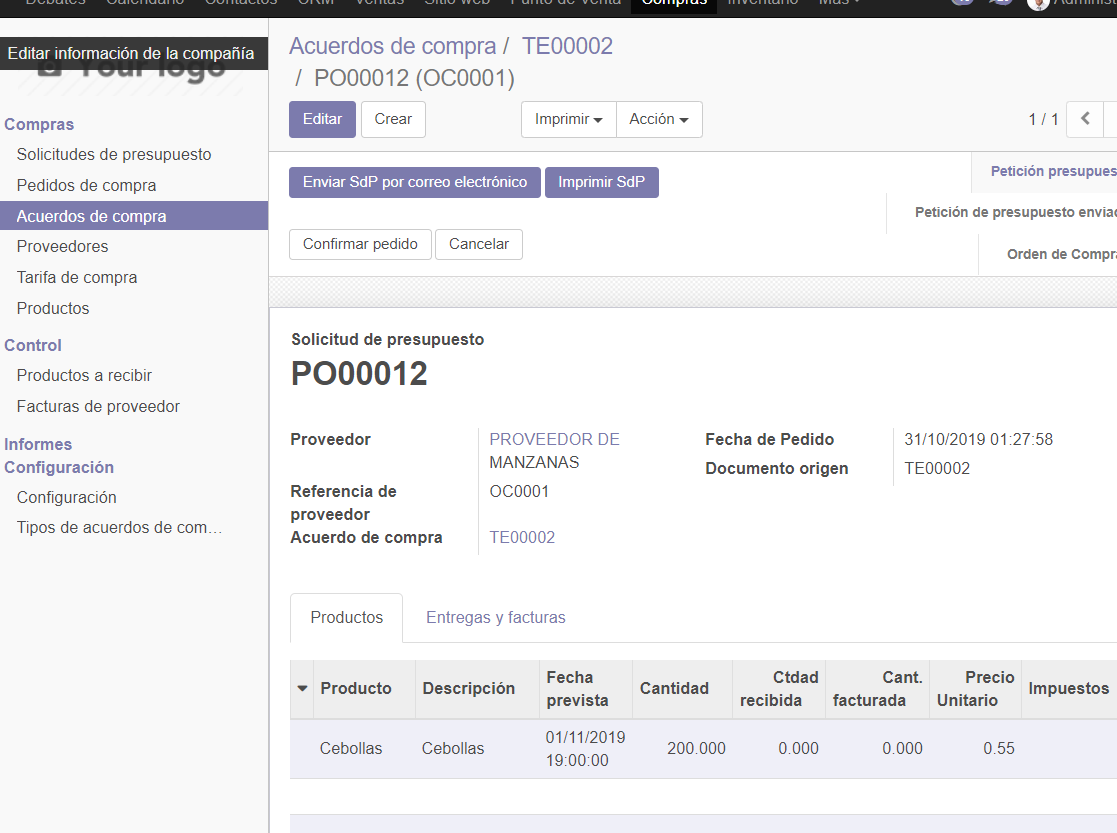 Debates Calendario Contactos CRM Ventas Sitio web Punto de Venta Compras Inventario Más
Editar información de la compañía
Your logo
Compras
Solicitudes de presupuesto
Pedidos de compra
Acuerdos de compra
Proveedores
Tarifa de compra
Productos
Control
Productos a recibir
Facturas de proveedor
Informes
Configuración
Configuración
Tipos de acuerdos de com…
Acuerdos de compra / TE00002
/ PO00012 (OC0001)
Editar Crear Imprimir Acción 1 / 1
Enviar SdP por correo electrónico Imprimir SdP
Confirmar pedido Cancelar
Petición presupues
Petición de presupuesto envia
Orden de Compr
Solicitud de presupuesto
PO00012
Proveedor PROVEEDOR DE
MANZANAS
Referencia de
proveedor OC0001
Acuerdo de compra TE00002
Fecha de Pedido 31/10/2019 01:27:58
Documento origen TE00002
Productos Entregas y facturas
Producto Descripción Fecha
prevista Cantidad Ctdad
recibida Cant.
facturada Precio
Unitario Impuestos
Cebollas Cebollas 01/11/2019
19:00:00 200.000 0.000 0.000 0.55